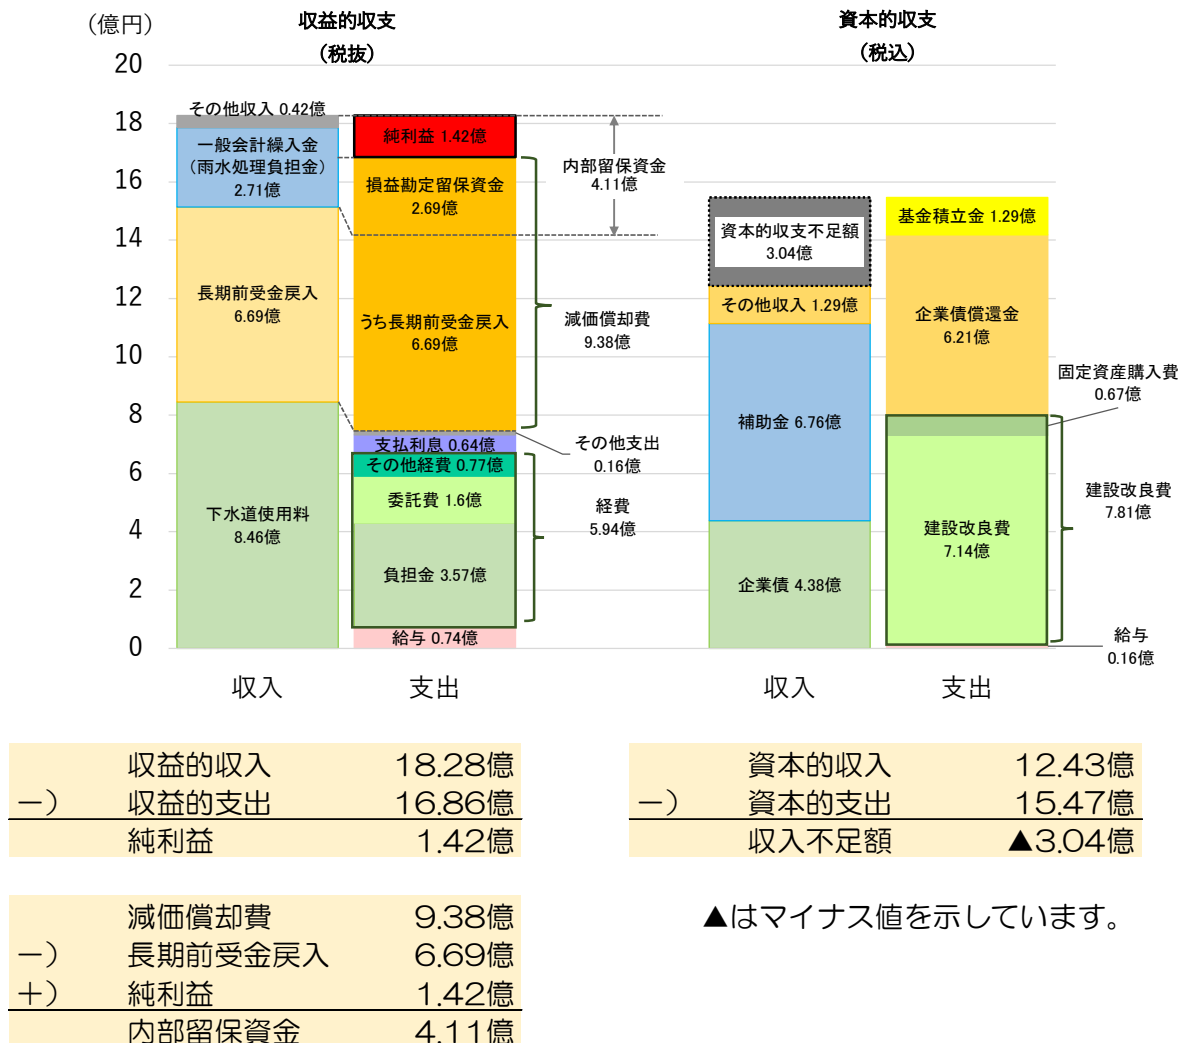 （億円）
収益的収支
（税抜）
資本的収支
（税込）
20
18
16
14
12
10
8
6
4
2
0
その他収入 0.42億
一般会計繰入金
（雨水処理負担金）
2.71億
長期前受金戻入
6.69億
下水道使用料
8.46億
純利益 1.42億
損益勘定留保資金
2.69億
うち長期前受金戻入
6.69億
支払利息 0.64億
その他経費 0.77億
委託費 1.6億
負担金 3.57億
給与 0.74億
内部留保資金
4.11億
減価償却費
9.38億
その他支出
0.16億
経費
5.94億
資本的収支不足額
3.04億
その他収入 1.29億
補助金 6.76億
企業債 4.38億
基金積立金 1.29億
企業債償還金
6.21億
建設改良費
7.14億
固定資産購入費
0.67億
建設改良費
7.81億
給与
0.16億
収入
支出
収入
支出
収益的収入 18.28億
－） 収益的支出 16.86億
純利益 1.42億
資本的収入 12.43億
－） 資本的支出 15.47億
収入不足額 ▲3.04億
減価償却費 9.38億
－） 長期前受金戻入 6.69億
＋） 純利益 1.42億
内部留保資金 4.11億
▲はマイナス値を示しています。